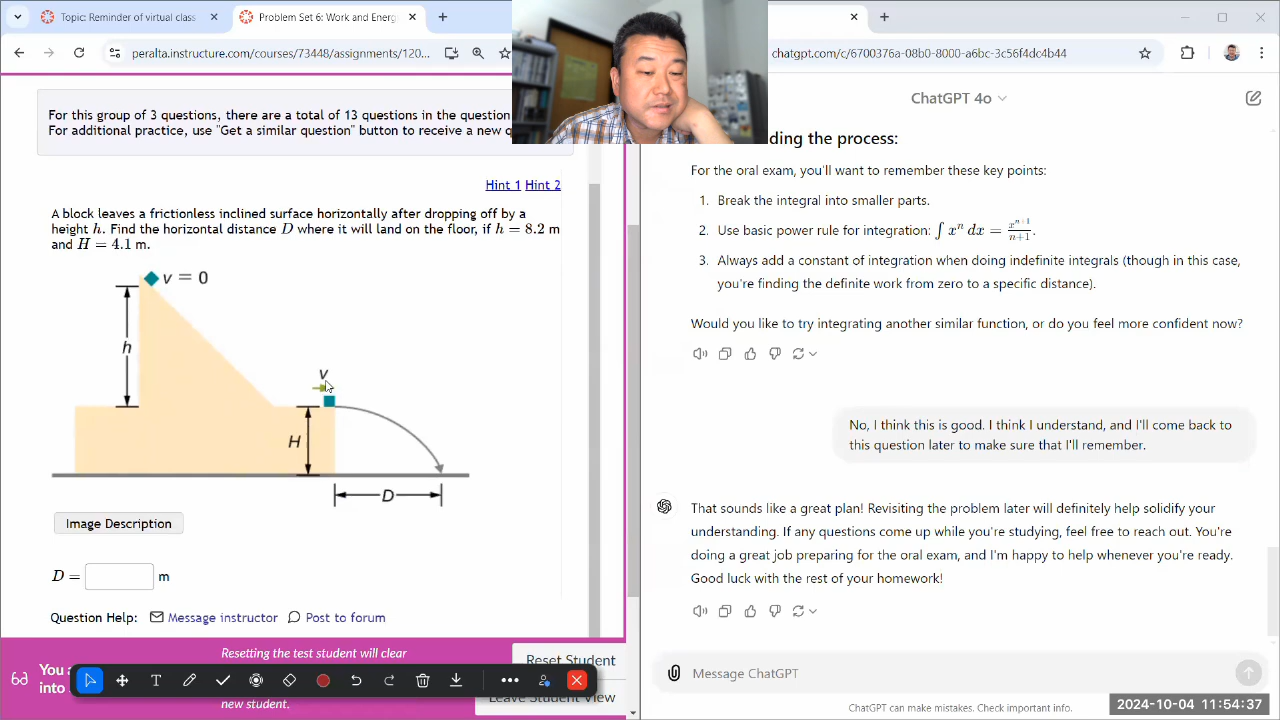 Topic: Reminder of virtual class
Problem Set 6: Work and Energ
peralta.instructure.com/courses/73448/assignments/120...
chatgpt.com/c/6700376a-08b0-8000-a6bc-3c56f4dc4b44
For this group of 3 questions, there are a total of 13 questions in the question
For additional practice, use "Get a similar question" button to receive a new q
Hint 1 Hint 2
A block leaves a frictionless inclined surface horizontally after dropping off by a
height h. Find the horizontal distance D where it will land on the floor, if h = 8.2 m
and H = 4.1 m.
v = 0
h
v
H
D
Image Description
D = m
Question Help: Message instructor Post to forum
Resetting the test student will clear
You a
into
new student.
Reset Student
Leave Student View
ChatGPT 4o
ding the process:
For the oral exam, you'll want to remember these key points:
1. Break the integral into smaller parts.
2. Use basic power rule for integration: ∫ xⁿ dx = xⁿ⁺¹/n+1.
3. Always add a constant of integration when doing indefinite integrals (though in this case,
you're finding the definite work from zero to a specific distance).
Would you like to try integrating another similar function, or do you feel more confident now?
No, I think this is good. I think I understand, and I'll come back to
this question later to make sure that I'll remember.
That sounds like a great plan! Revisiting the problem later will definitely help solidify your
understanding. If any questions come up while you're studying, feel free to reach out. You're
doing a great job preparing for the oral exam, and I'm happy to help whenever you're ready.
Good luck with the rest of your homework!
Message ChatGPT
ChatGPT can make mistakes. Check important info.
2024-10-04 11:54:37